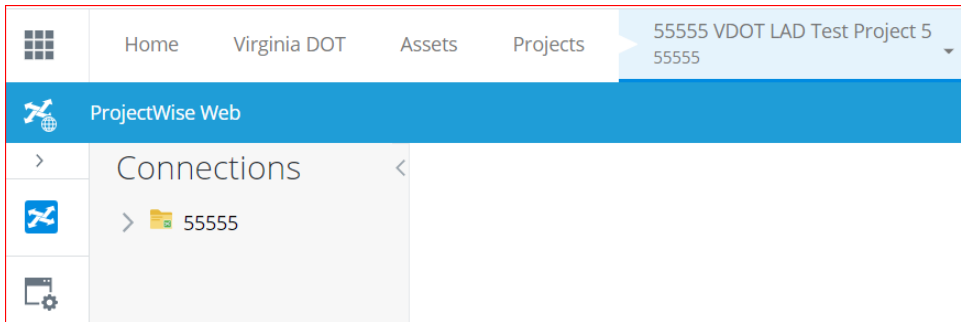 Home Virginia DOT Assets Projects 55555 VDOT LAD Test Project 5
55555
ProjectWise Web
Connections
55555